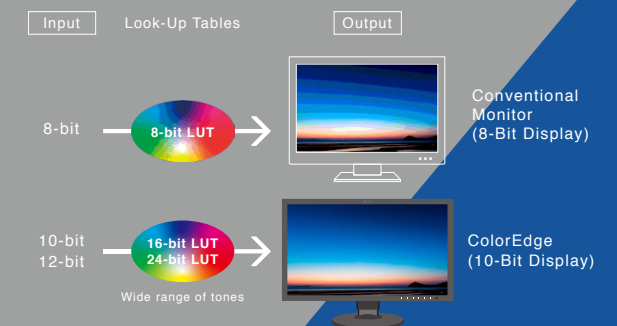 Input
Look-Up Tables
Output
8-bit
8-bit LUT
Conventional
Monitor
(8-Bit Display)
10-bit
12-bit
16-bit LUT
24-bit LUT
Wide range of tones
ColorEdge
(10-Bit Display)